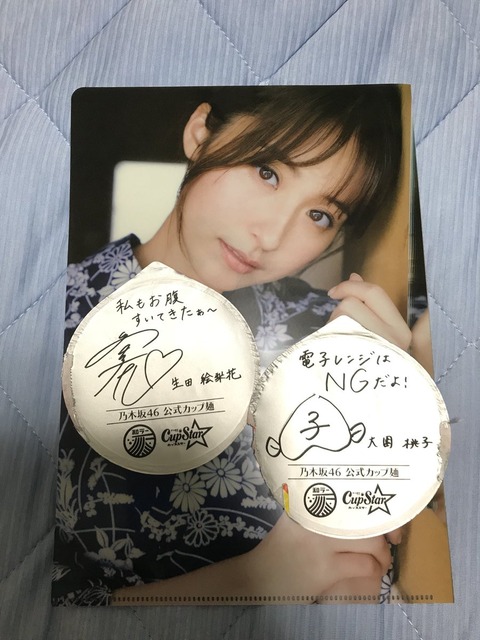 私もお腹
すいてきたぁ〜
生田 絵梨花
乃木坂46 公式カップ麺
CupStar
電子レンジは
NGだよ!
子
大園 桃子
乃木坂46 公式カップ麺
CupStar